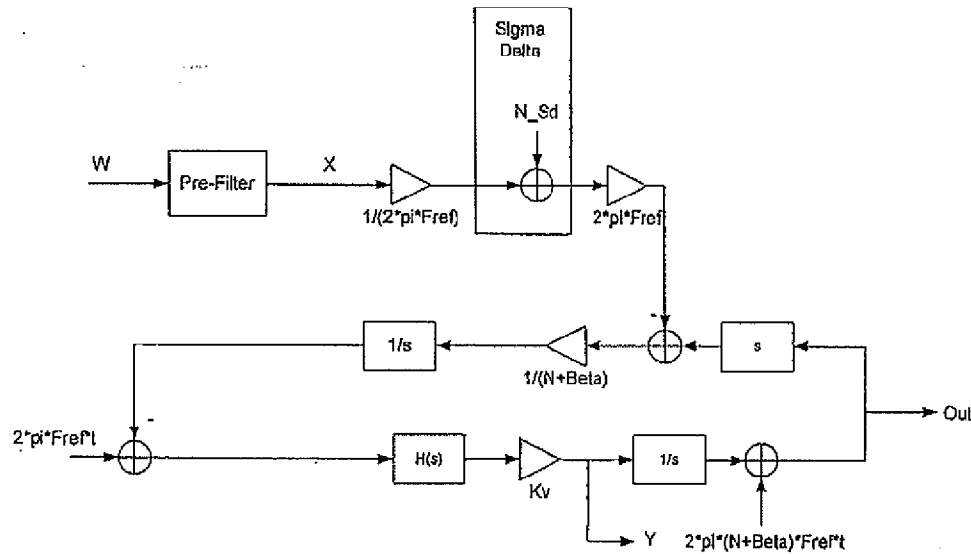 Sigma
Delta
N_Sd
W
Pre-Filter
X
1/(2*pi*Fref)
2*pi*Fref
1/s
1/(N+Beta)
-
s
Out
2*pi*Fref*t
-
H(s)
Kv
1/s
Y
2*pi*(N+Beta)*Fref*t